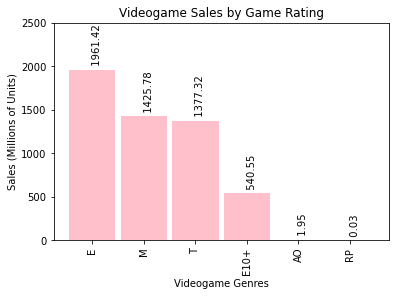 Videogame Sales by Game Rating
Sales (Millions of Units)
2500
2000
1500
1000
500
0
1961.42
1425.78
1377.32
540.55
1.95
0.03
E
M
T
E10+
AO
RP
Videogame Genres